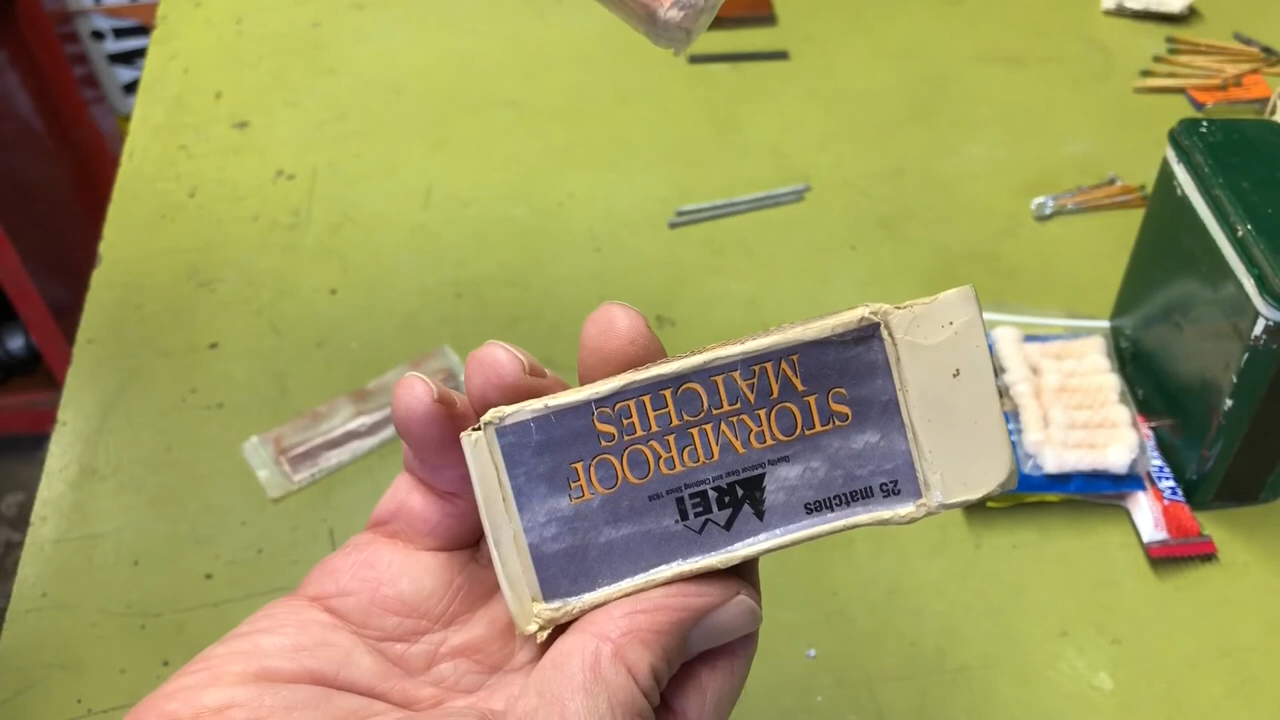 25 matches
REI
Quality Outdoor Gear and Clothing Since 1938
STORMPROOF
MATCHES